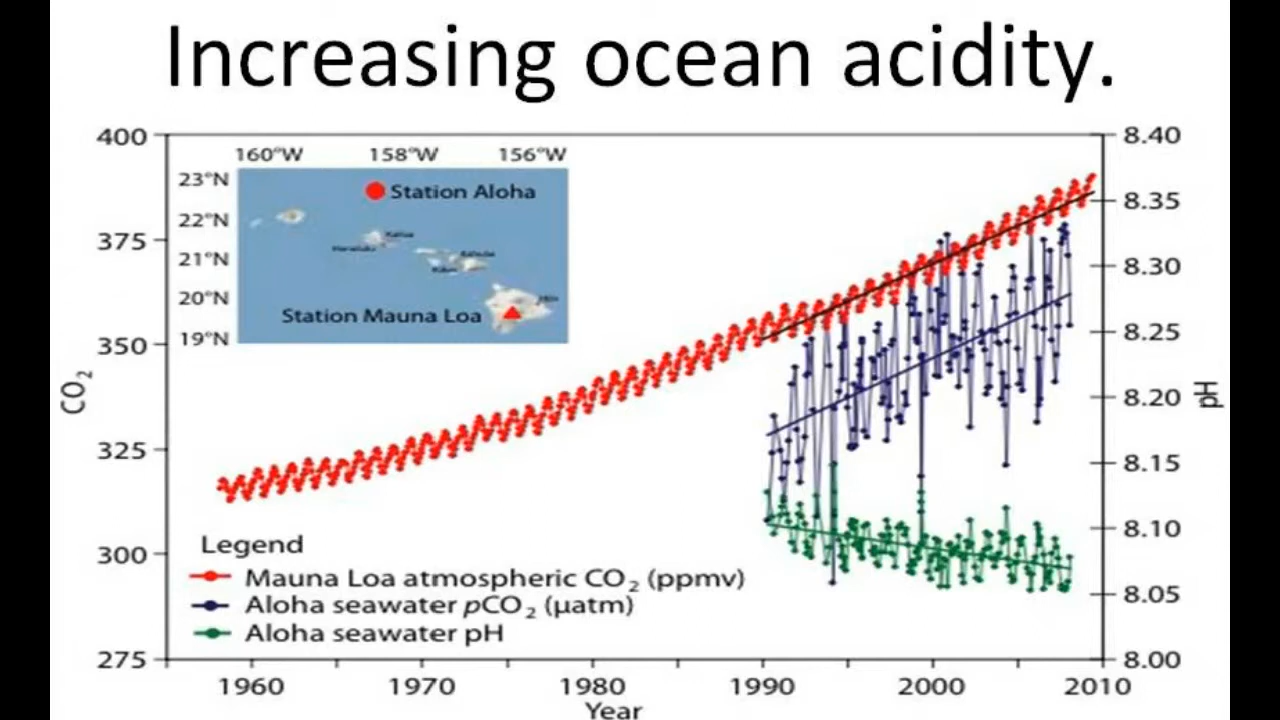 Increasing ocean acidity.
400
375
350
325
300
275
CO₂
8.40
8.35
8.30
8.25
8.20
8.15
8.10
8.05
8.00
pH
160°W 158°W 156°W
23°N
22°N
21°N
20°N
19°N
Station Aloha
Station Mauna Loa
Legend
Mauna Loa atmospheric CO₂ (ppmv)
Aloha seawater pCO₂ (μatm)
Aloha seawater pH
1960 1970 1980 1990 2000 2010
Year